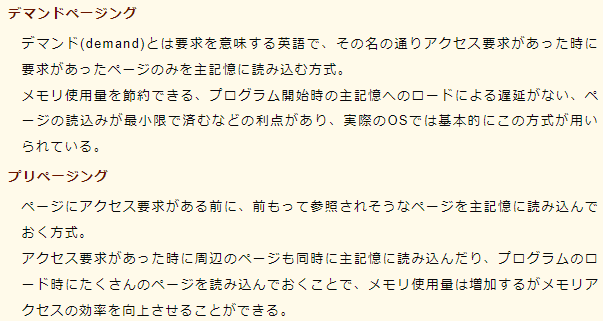 デマンドページング
デマンド(demand)とは要求を意味する英語で、その名の通りアクセス要求があった時に
要求があったページのみを主記憶に読み込む方式。
メモリ使用量を節約できる、プログラム開始時の主記憶へのロードによる遅延がない、ペ
ージの読込みが最小限で済むなどの利点があり、実際のOSでは基本的にこの方式が用い
られている。
プリページング
ページにアクセス要求がある前に、前もって参照されそうなページを主記憶に読み込んで
おく方式。
アクセス要求があった時に周辺のページも同時に主記憶に読み込んだり、プログラムのロ
ード時にたくさんのページを読み込んでおくことで、メモリ使用量は増加するがメモリア
クセスの効率を向上させることができる。